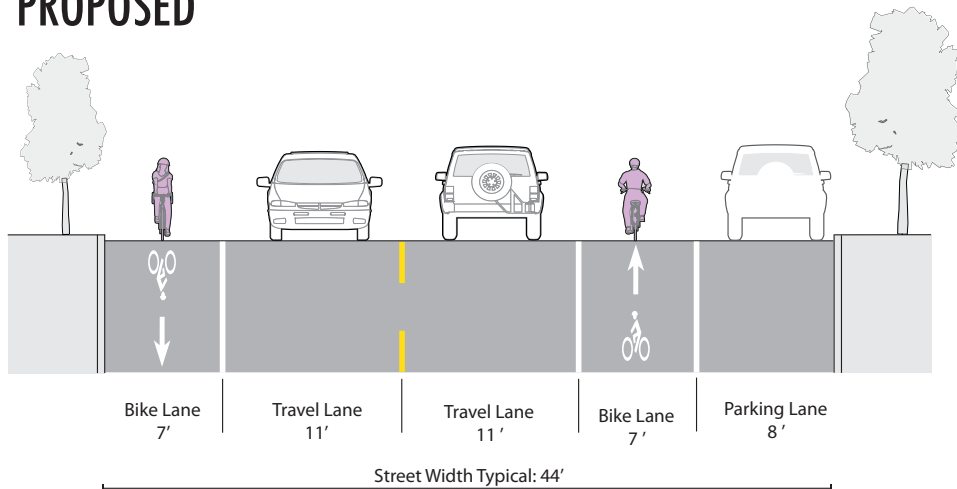 PROPOSED
Bike Lane
7’
Travel Lane
11’
Travel Lane
11 ’
Bike Lane
7 ’
Parking Lane
8 ’
Street Width Typical: 44’